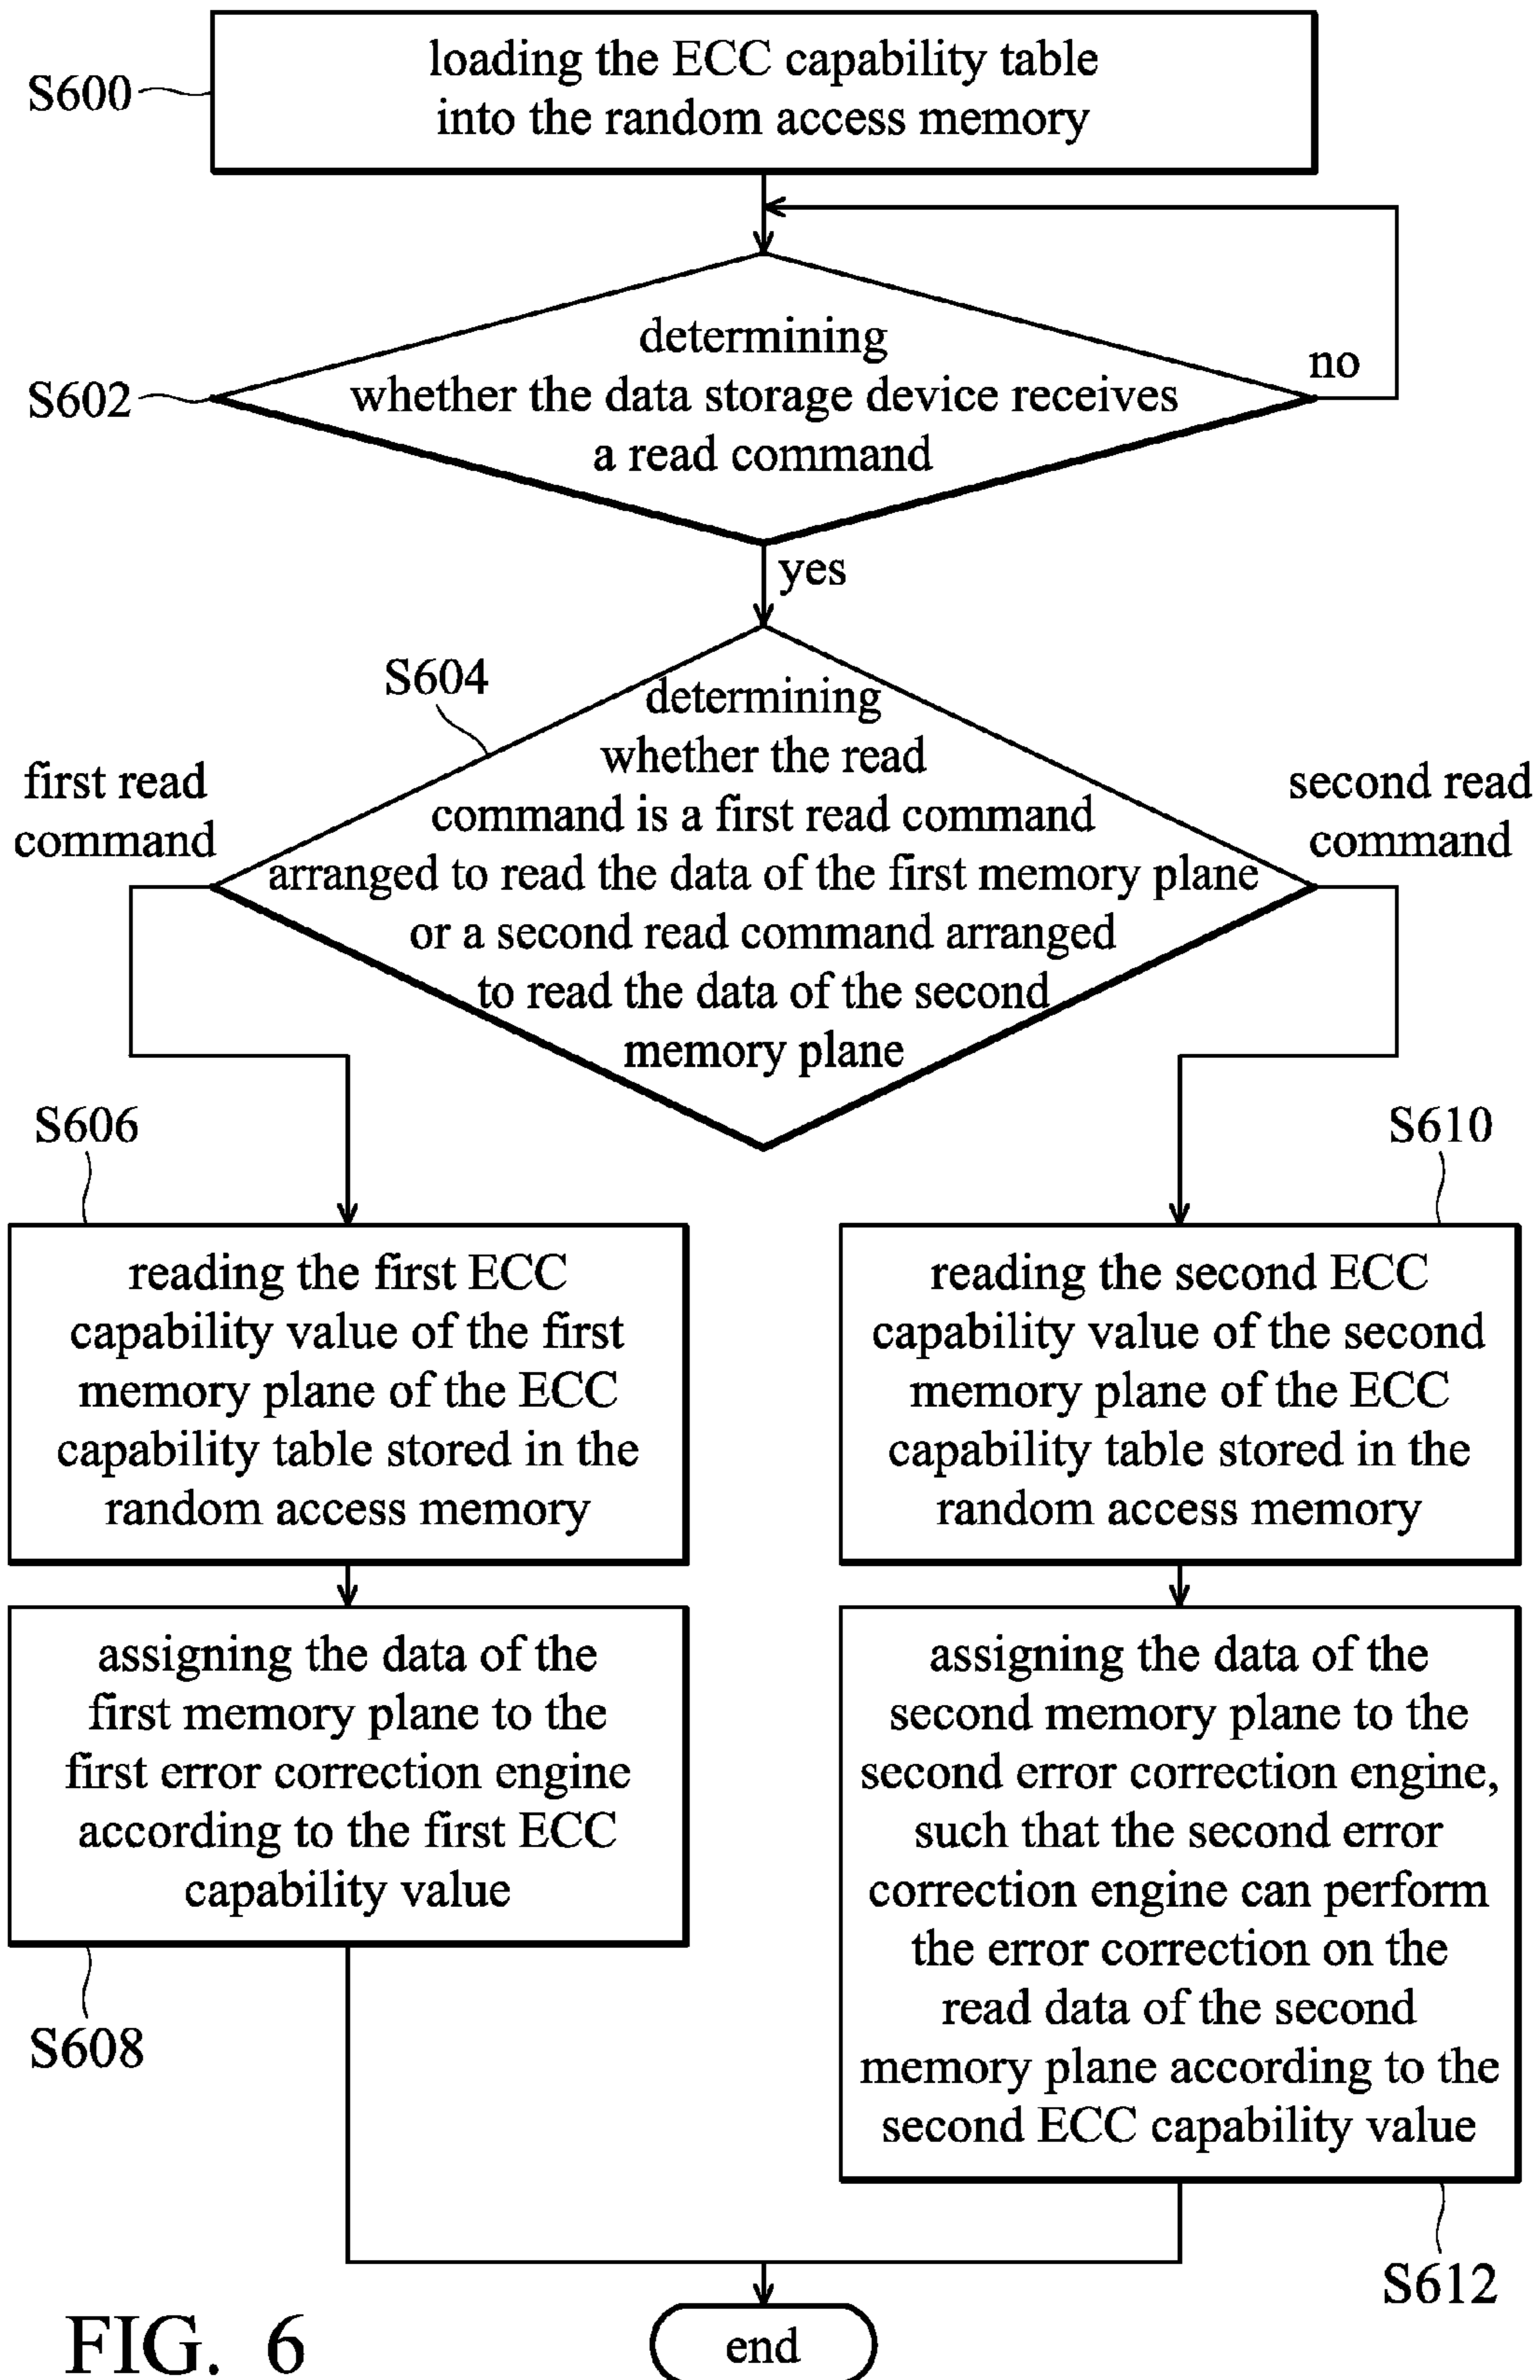 loading the ECC capability table
into the random access memory
S600
determining
whether the data storage device receives
a read command
S602
no
yes
S604
determining
whether the read
command is a first read command
arranged to read the data of the first memory plane
or a second read command arranged
to read the data of the second
memory plane
first read
command
second read
command
S606
reading the first ECC
capability value of the first
memory plane of the ECC
capability table stored in the
random access memory
S610
reading the second ECC
capability value of the second
memory plane of the ECC
capability table stored in the
random access memory
assigning the data of the
first memory plane to the
first error correction engine
according to the first ECC
capability value
S608
assigning the data of the
second memory plane to the
second error correction engine,
such that the second error
correction engine can perform
the error correction on the
read data of the second
memory plane according to the
second ECC capability value
S612
end
FIG. 6